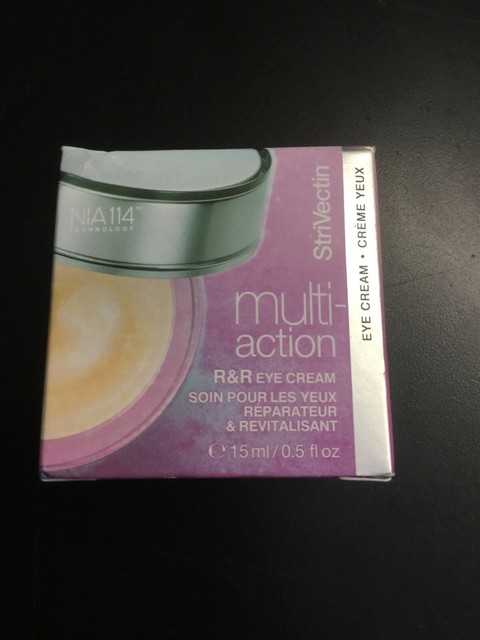 NIA114™
TECHNOLOGY
StriVectin
EYE CREAM • CRÈME YEUX
multi-
action
R&R EYE CREAM
SOIN POUR LES YEUX
RÉPARATEUR
& REVITALISANT
℮ 15 ml / 0.5 fl oz